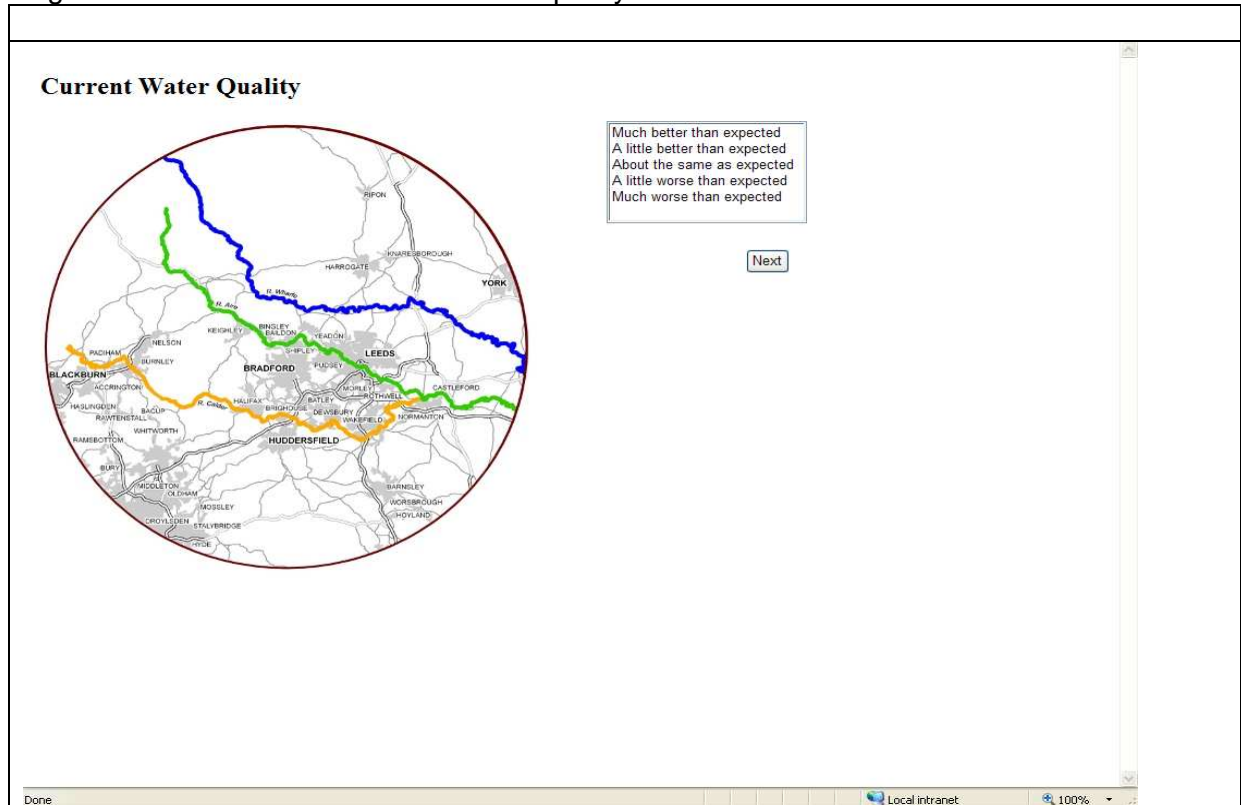 Current Water Quality
Much better than expected
A little better than expected
About the same as expected
A little worse than expected
Much worse than expected
Next
RIPON
KNARESBOROUGH
HARROGATE
YORK
R. Wharfe
R. Aire
KEIGHLEY
BINGLEY
BAILDON
YEADON
NELSON
SHIPLEY
LEEDS
PADIHAM
BURNLEY
BRADFORD
PUDSEY
BLACKBURN
ACCRINGTON
MORLEY
ROTHWELL
CASTLEFORD
HASLINGDEN
BACUP
R. Calder
HALIFAX
BATLEY
BRIGHOUSE
DEWSBURY
RAWTENSTALL
WAKEFIELD
NORMANTON
WHITWORTH
RAMSBOTTOM
HUDDERSFIELD
BURY
MIDDLETON
OLDHAM
BARNSLEY
MOSSLEY
WORSBROUGH
HOYLAND
DROYLSDEN
STALYBRIDGE
HYDE
Done
Local intranet
100%